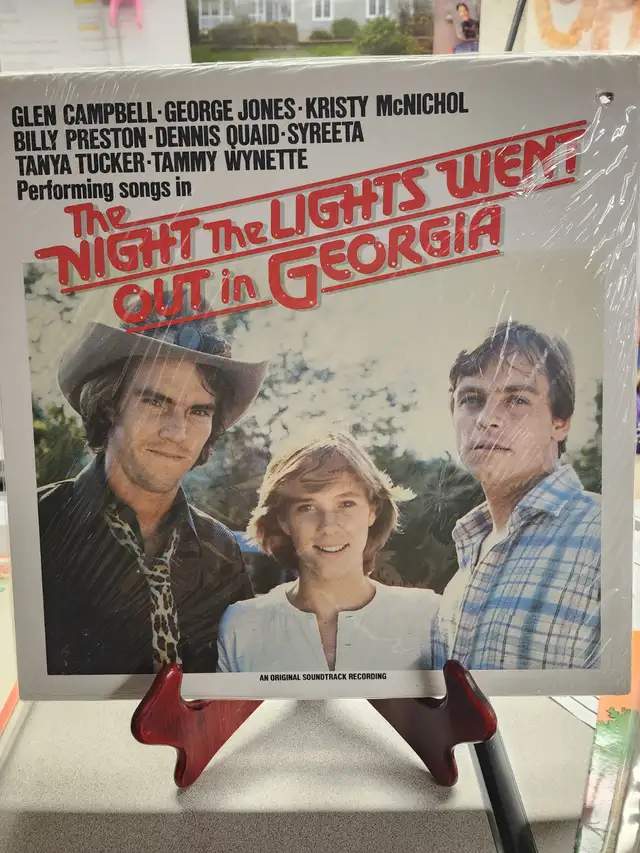 GLEN CAMPBELL·GEORGE JONES·KRISTY McNICHOL
BILLY PRESTON·DENNIS QUAID·SYREETA
TANYA TUCKER·TAMMY WYNETTE
Performing songs in
The
NIGHT The LIGHTS WENT
OUT in GEORGIA
AN ORIGINAL SOUNDTRACK RECORDING